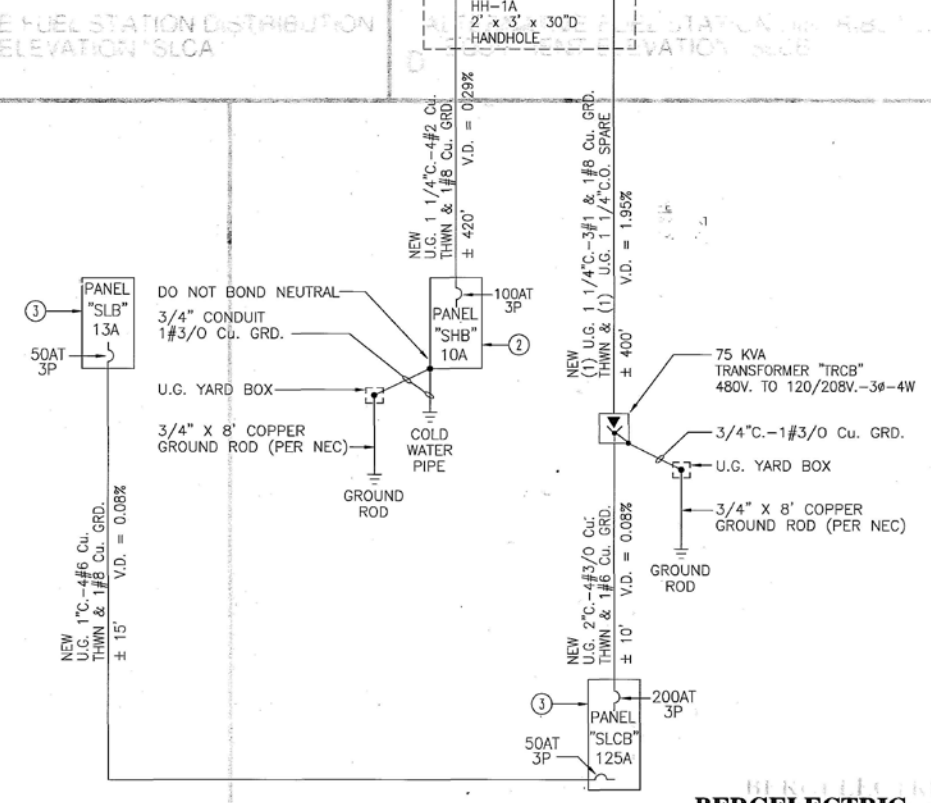 E FUEL STATION DISTRIBUTION
ELEVATION "SLCA"
HH-1A
2' x 3' x 30"D
HANDHOLE
NEW
U.G. 1 1/4"C.-4#2 Cu.
THWN & 1#8 Cu. GRD.
± 420'
V.D. = 0.29%
NEW
(1) U.G. 1 1/4"C.-3#1 & 1#8 Cu. GRD.
THWN & (1) U.G. 1 1/4"C.O. SPARE
± 400'
V.D. = 1.95%
PANEL
"SLB"
13A
3
50AT
3P
DO NOT BOND NEUTRAL
3/4" CONDUIT
1#3/0 Cu. GRD.
U.G. YARD BOX
3/4" X 8' COPPER
GROUND ROD (PER NEC)
GROUND
ROD
COLD
WATER
PIPE
100AT
3P
PANEL
"SHB"
10A
2
75 KVA
TRANSFORMER "TRCB"
480V. TO 120/208V.-3ø-4W
3/4"C.-1#3/0 Cu. GRD.
U.G. YARD BOX
3/4" X 8' COPPER
GROUND ROD (PER NEC)
GROUND
ROD
NEW
U.G. 1"C.-4#6 Cu.
THWN & 1#8 Cu. GRD.
± 15'
V.D. = 0.08%
NEW
U.G. 2"C.-4#3/0 Cu.
THWN & 1#6 Cu. GRD.
± 10'
V.D. = 0.08%
3
200AT
3P
PANEL
"SLCB"
125A
50AT
3P
BERGELECTRIC